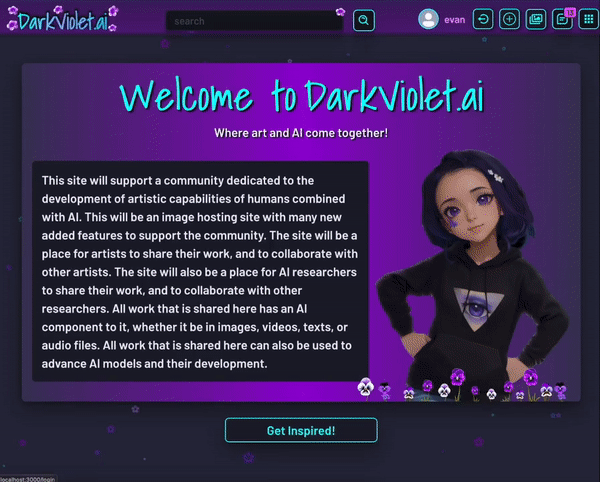 DarkViolet.ai
search
evan
13
Welcome to DarkViolet.ai
Where art and AI come together!
This site will support a community dedicated to the
development of artistic capabilities of humans combined
with AI. This will be an image hosting site with many new
added features to support the community. The site will be a
place for artists to share their work, and to collaborate with
other artists. The site will also be a place for AI researchers
to share their work, and to collaborate with other
researchers. All work that is shared here has an AI
component to it, whether it be in images, videos, texts, or
audio files. All work that is shared here can also be used to
advance AI models and their development.
Get Inspired!
localhost:3000/login